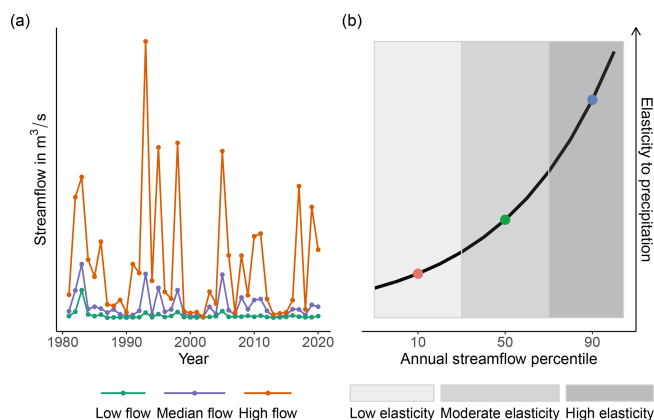 (a)
Streamflow in m³/s
1980
1990
2000
2010
2020
Year
Low flow
Median flow
High flow
(b)
Elasticity to precipitation
10
50
90
Annual streamflow percentile
Low elasticity
Moderate elasticity
High elasticity